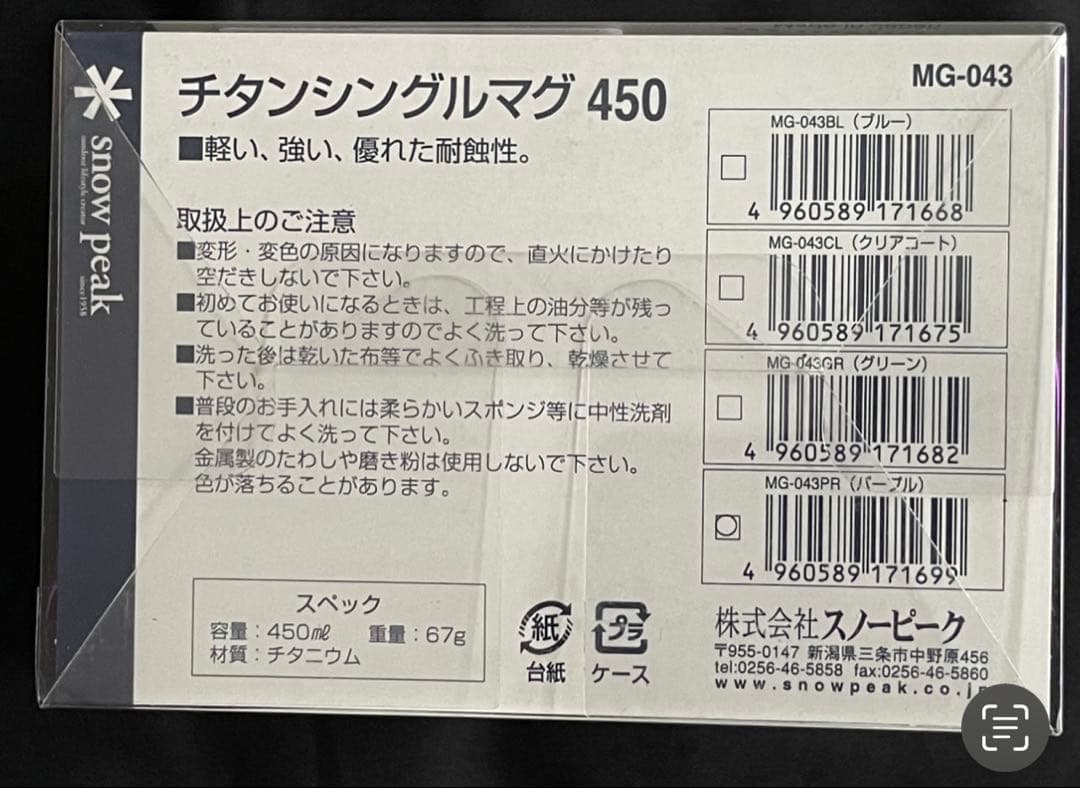 snow peak
outdoor lifestyle creator
since 1958
チタンシングルマグ 450
■軽い、強い、優れた耐蝕性。
取扱上のご注意
■変形・変色の原因になりますので、直火にかけたり
空だきしないで下さい。
■初めてお使いになるときは、工程上の油分等が残っ
ていることがありますのでよく洗って下さい。
■洗った後は乾いた布等でよくふき取り、乾燥させて
下さい。
■普段のお手入れには柔らかいスポンジ等に中性洗剤
を付けてよく洗って下さい。
金属製のたわしや磨き粉は使用しないで下さい。
色が落ちることがあります。
スペック
容量：450㎖ 重量：67g
材質：チタニウム
紙
台紙
プラ
ケース
MG-043
MG-043BL（ブルー）
4 960589 171668
MG-043CL（クリアコート）
4 960589 171675
MG-043GR（グリーン）
4 960589 171682
MG-043PR（パープル）
4 960589 171699
株式会社スノーピーク
〒955-0147 新潟県三条市中野原456
tel:0256-46-5858 fax:0256-46-5860
www.snowpeak.co.jp